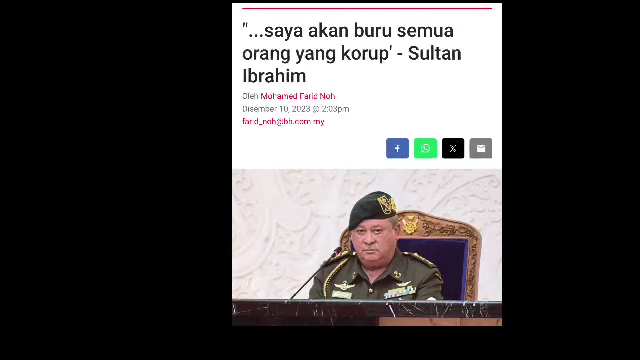 "...saya akan buru semua
orang yang korup' - Sultan
Ibrahim
Oleh Mohamed Farid Noh
Disember 10, 2023 @ 2:03pm
farid_noh@bh.com.my